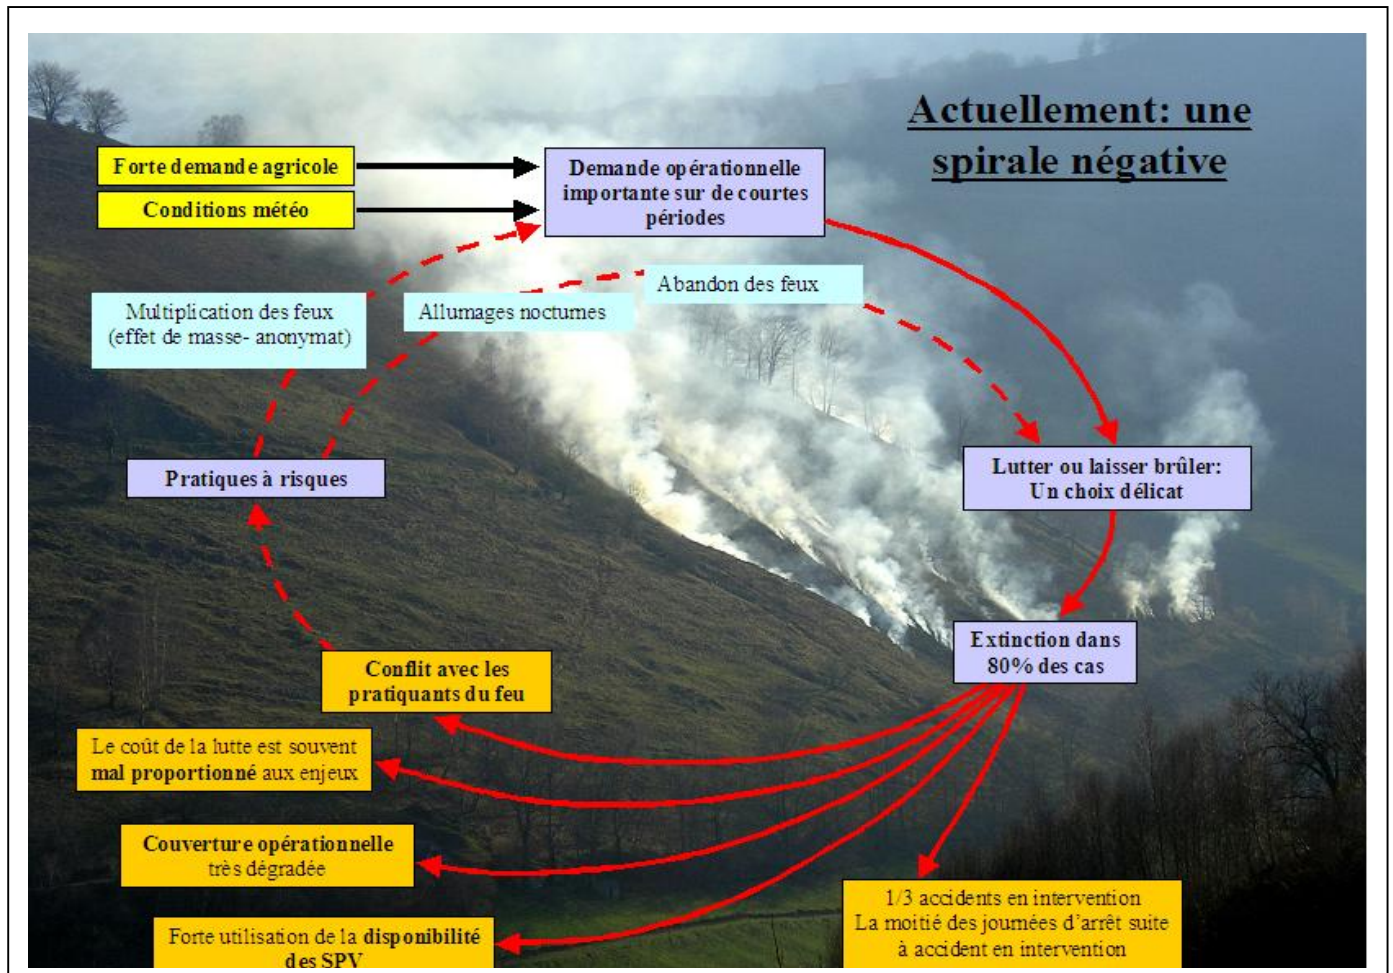 Actuellement: une
spirale négative
Forte demande agricole
Conditions météo
Demande opérationnelle
importante sur de courtes
périodes
Abandon des feux
Allumages nocturnes
Multiplication des feux
(effet de masse- anonymat)
Pratiques à risques
Lutter ou laisser brûler:
Un choix délicat
Extinction dans
80% des cas
Conflit avec les
pratiquants du feu
Le coût de la lutte est souvent
mal proportionné aux enjeux
Couverture opérationnelle
très dégradée
Forte utilisation de la disponibilité
des SPV
1/3 accidents en intervention
La moitié des journées d'arrêt suite
à accident en intervention